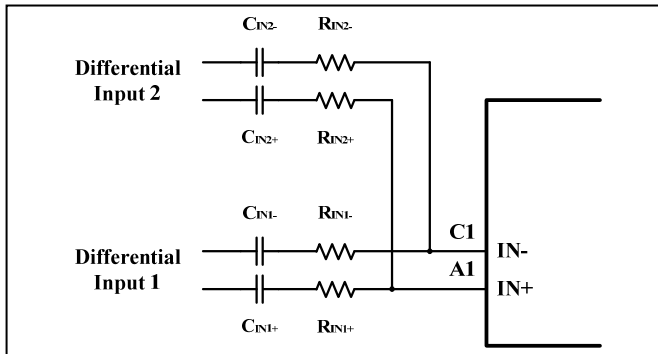 CIN2- RIN2-
Differential
Input 2
CIN2+ RIN2+
CIN1- RIN1-
Differential
Input 1
CIN1+ RIN1+
C1
IN-
A1
IN+